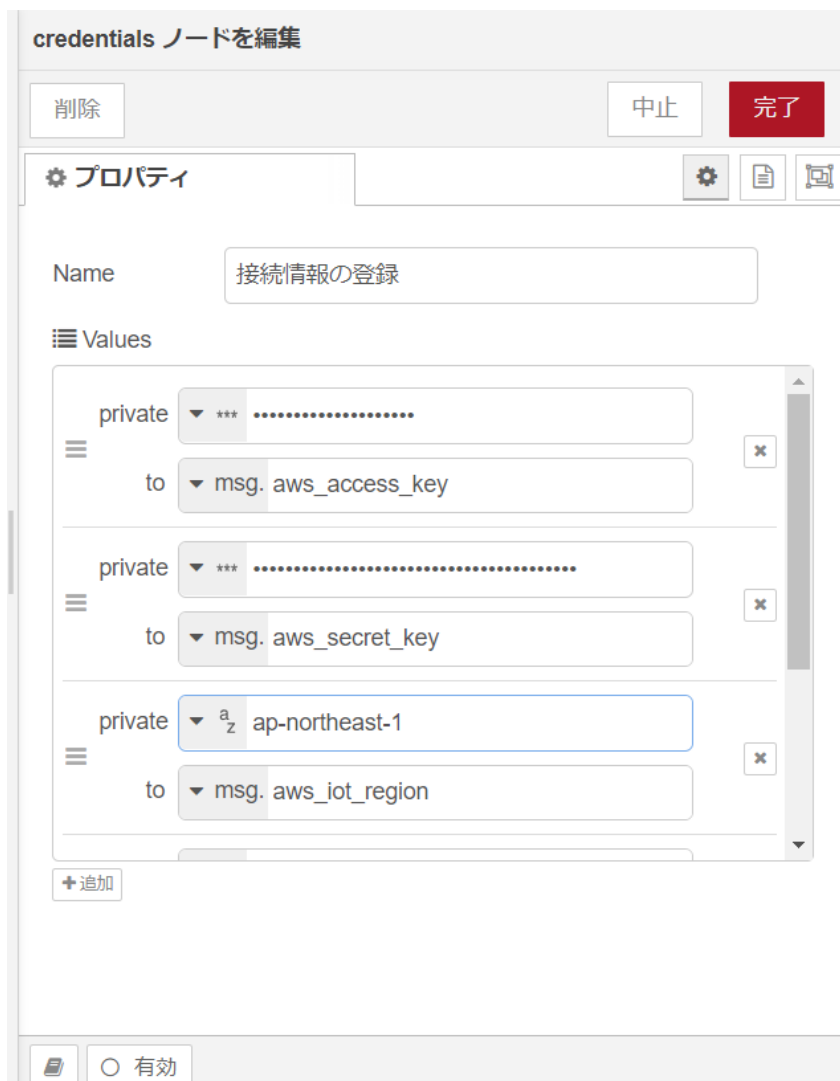 credentials ノードを編集
削除
中止
完了
プロパティ
Name
接続情報の登録
Values
private *** ••••••••••••••••••••
to msg. aws_access_key
private *** ••••••••••••••••••••••••••••••••••••••••
to msg. aws_secret_key
private az ap-northeast-1
to msg. aws_iot_region
追加
有効